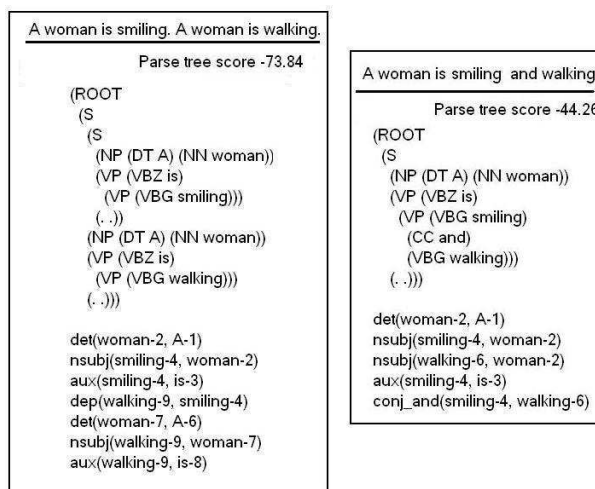 A woman is smiling. A woman is walking.
Parse tree score -73.84
(ROOT
(S
(S
(NP (DT A) (NN woman))
(VP (VBZ is)
(VP (VBG smiling)))
(. .))
(NP (DT A) (NN woman))
(VP (VBZ is)
(VP (VBG walking)))
(. .)))
det(woman-2, A-1)
nsubj(smiling-4, woman-2)
aux(smiling-4, is-3)
dep(walking-9, smiling-4)
det(woman-7, A-6)
nsubj(walking-9, woman-7)
aux(walking-9, is-8)
A woman is smiling and walking
Parse tree score -44.26
(ROOT
(S
(NP (DT A) (NN woman))
(VP (VBZ is)
(VP (VBG smiling)
(CC and)
(VBG walking)))
(. .)))
det(woman-2, A-1)
nsubj(smiling-4, woman-2)
nsubj(walking-6, woman-2)
aux(smiling-4, is-3)
conj_and(smiling-4, walking-6)